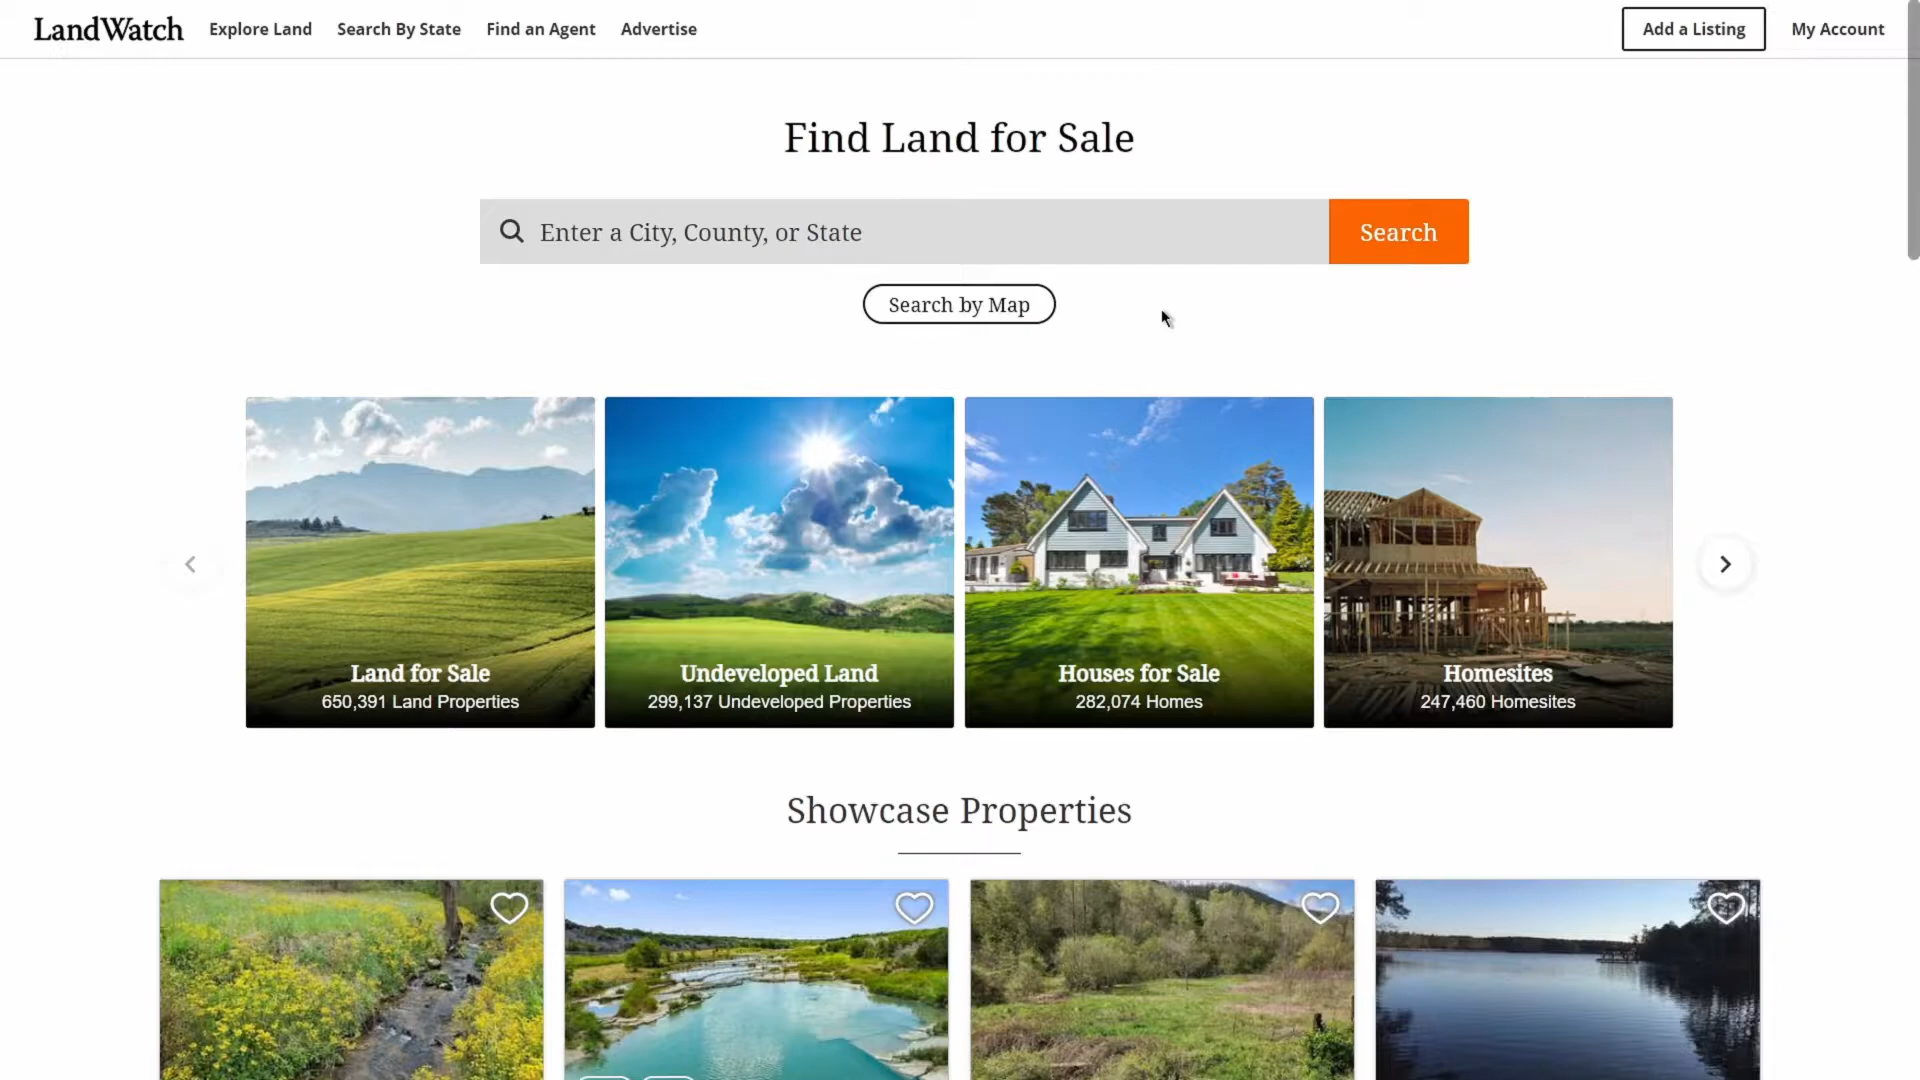 LandWatch
Explore Land
Search By State
Find an Agent
Advertise
Add a Listing
My Account
Find Land for Sale
Enter a City, County, or State
Search
Search by Map
Land for Sale
650,391 Land Properties
Undeveloped Land
299,137 Undeveloped Properties
Houses for Sale
282,074 Homes
Homesites
247,460 Homesites
Showcase Properties